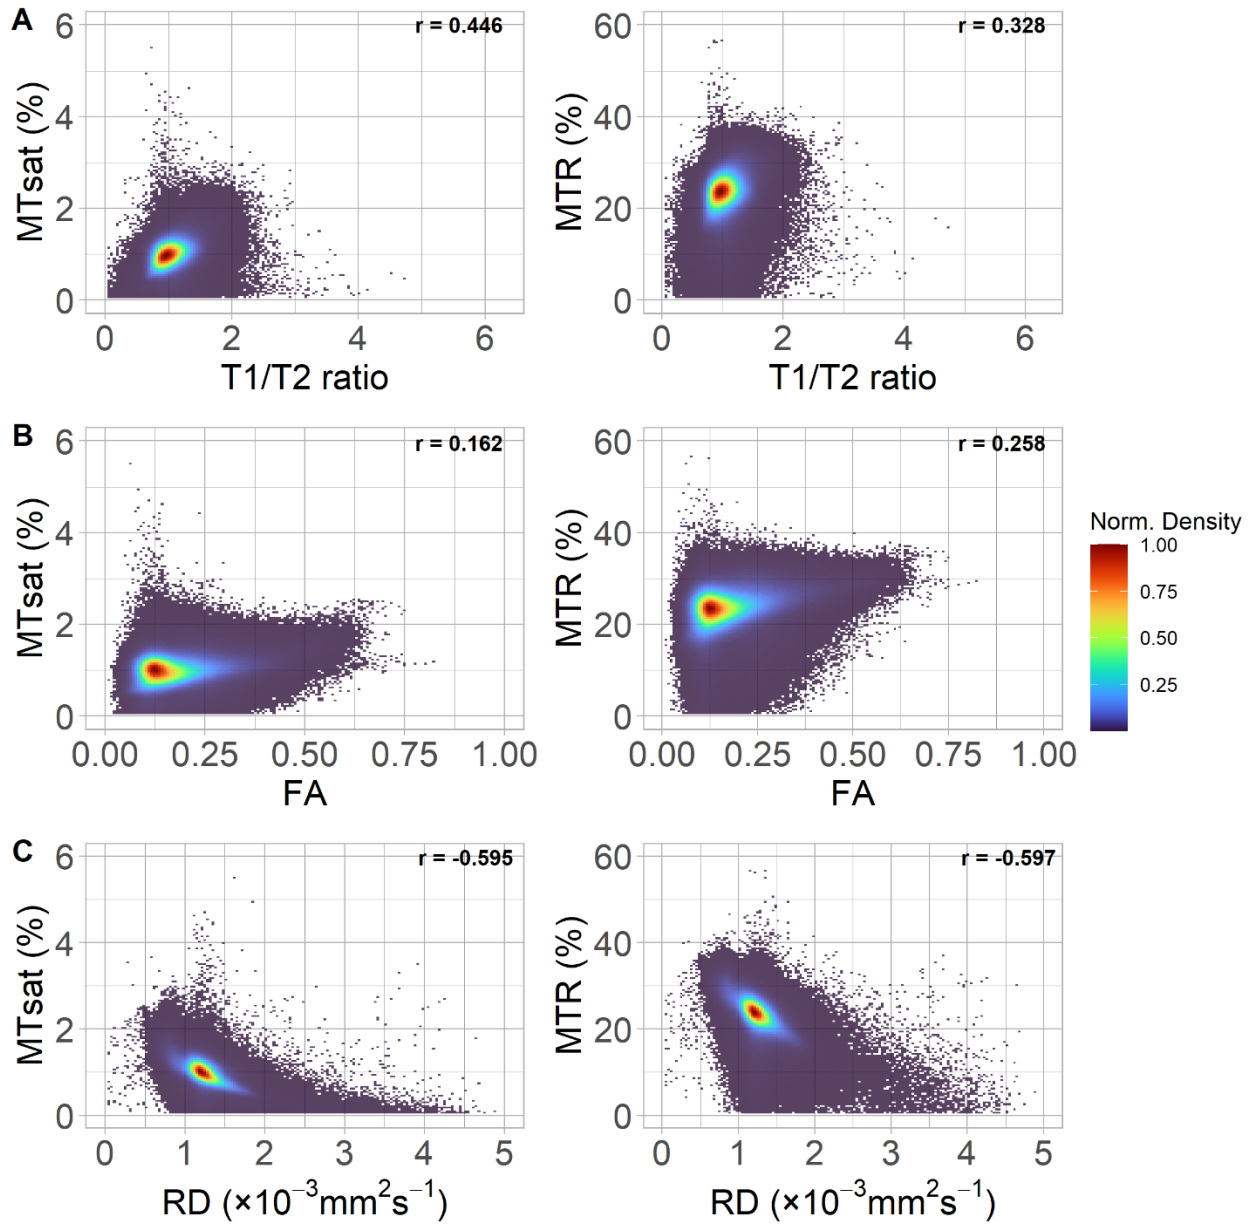 A
r = 0.446
MTsat (%)
6
4
2
0
0 2 4 6
T1/T2 ratio
r = 0.328
MTR (%)
60
40
20
0
0 2 4 6
T1/T2 ratio
B
r = 0.162
MTsat (%)
6
4
2
0
0.00 0.25 0.50 0.75 1.00
FA
r = 0.258
MTR (%)
60
40
20
0
0.00 0.25 0.50 0.75 1.00
FA
Norm. Density
1.00
0.75
0.50
0.25
C
r = -0.595
MTsat (%)
6
4
2
0
0 1 2 3 4 5
RD (×10⁻³mm²s⁻¹)
r = -0.597
MTR (%)
60
40
20
0
0 1 2 3 4 5
RD (×10⁻³mm²s⁻¹)